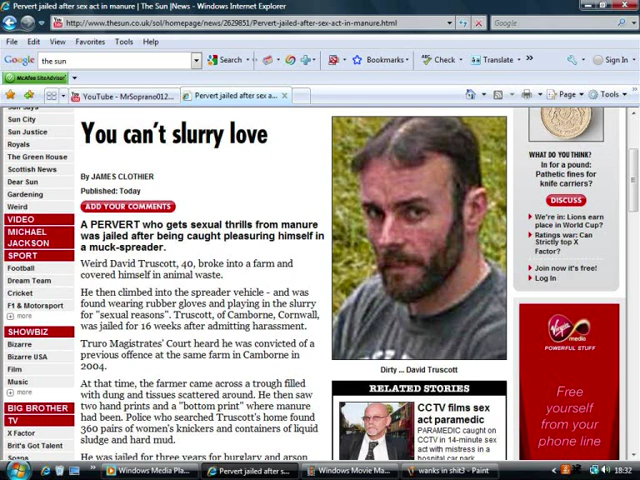 Pervert jailed after sex act in manure | The Sun |News - Windows Internet Explorer
http://www.thesun.co.uk/sol/homepage/news/2629851/Pervert-jailed-after-sex-act-in-manure.html
Google
File Edit View Favorites Tools Help
Google the sun Search Bookmarks Check Translate Sign In
McAfee SiteAdvisor
YouTube - MrSoprano012... Pervert jailed after sex a... Page Tools
Sun City
Sun Justice
Royals
The Green House
Scottish News
Dear Sun
Gardening
Weird
VIDEO
MICHAEL
JACKSON
SPORT
Football
Dream Team
Cricket
F1 & Motorsport
more
SHOWBIZ
Bizarre
Bizarre USA
Film
Music
more
BIG BROTHER
TV
X Factor
Brit's Got Talent
You can't slurry love
By JAMES CLOTHIER
Published: Today
ADD YOUR COMMENTS
A PERVERT who gets sexual thrills from manure
was jailed after being caught pleasuring himself in
a muck-spreader.
Weird David Truscott, 40, broke into a farm and
covered himself in animal waste.
He then climbed into the spreader vehicle - and was
found wearing rubber gloves and playing in the slurry
for "sexual reasons". Truscott, of Camborne, Cornwall,
was jailed for 16 weeks after admitting harassment.
Truro Magistrates' Court heard he was convicted of a
previous offence at the same farm in Camborne in
2004.
At that time, the farmer came across a trough filled
with dung and tissues scattered around. He then saw
two hand prints and a "bottom print" where manure
had been. Police who searched Truscott's home found
360 pairs of women's knickers and containers of liquid
sludge and hard mud.
He was jailed for three years for burglary and arson
Dirty ... David Truscott
RELATED STORIES
CCTV films sex
act paramedic
PARAMEDIC caught on
CCTV in 14-minute sex
act with mistress in a
hospital car park
WHAT DO YOU THINK?
In for a pound:
Pathetic fines for
knife carriers?
DISCUSS
We're in: Lions earn
place in World Cup?
Ratings war: Can
Strictly top X
Factor?
Join now it's free!
Log In
Virgin
media
POWERFUL STUFF
Free
yourself
from your
phone line
Windows Media Pla... Pervert jailed after s... Windows Movie Ma... wanks in shit3 - Paint 18:32